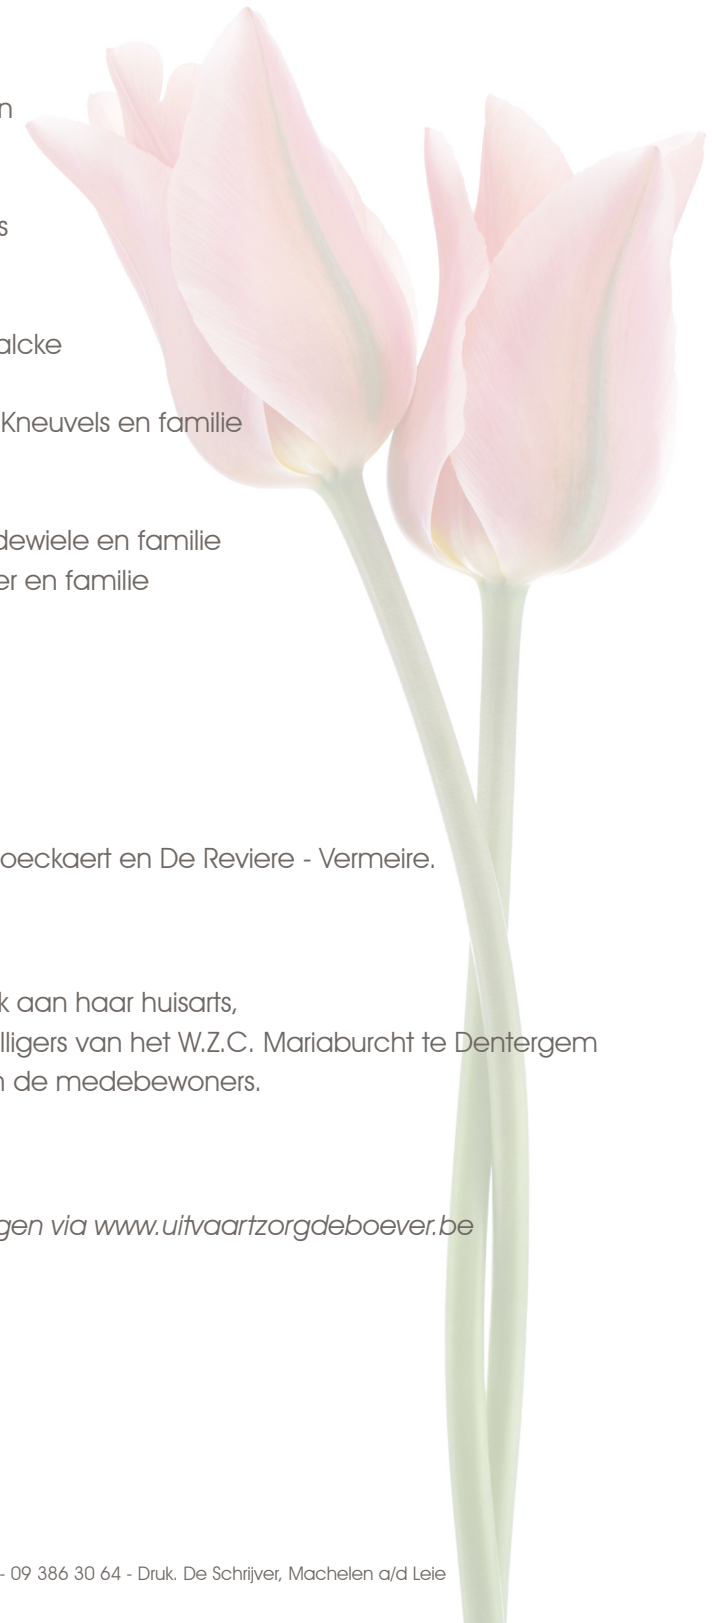 n
s
alcke
Kneuvels en familie
dewiele en familie
er en familie
oeckaert en De Reviere - Vermeire.
k aan haar huisarts,
lligers van het W.Z.C. Mariaburcht te Dentergem
n de medebewoners.
gen via www.uitvaartzorgdeboever.be
- 09 386 30 64 - Druk. De Schrijver, Machelen a/d Leie